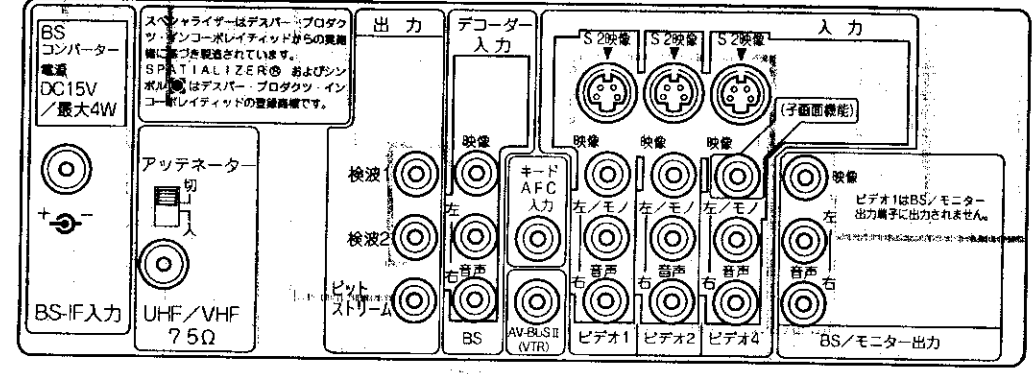 BS
コンバーター
電源
DC15V
／最大4W
BS-IF入力
スペシャライザーはデスパー・プロダク
ツ・インコーポレイティッドからの実施
権に基づき製造されています。
SPATIALIZER® およびシン
ボル はデスパー・プロダクツ・イン
コーポレイティッドの登録商標です。
アッテネーター
切
入
UHF／VHF
75Ω
出 力
検波1
検波2
ビット
ストリーム
デコーダー
入力
映像
左
音声
右
BS
キード
AFC
入力
AV-BUSⅡ
(VTR)
入 力
S2映像
S2映像
S2映像
(子画面機能)
映像
映像
映像
左／モノ
左／モノ
左／モノ
音声
音声
音声
右
右
右
ビデオ1
ビデオ2
ビデオ4
映像
左
音声
右
ビデオ1はBS／モニター
出力端子に出力されません。
BS／モニター出力